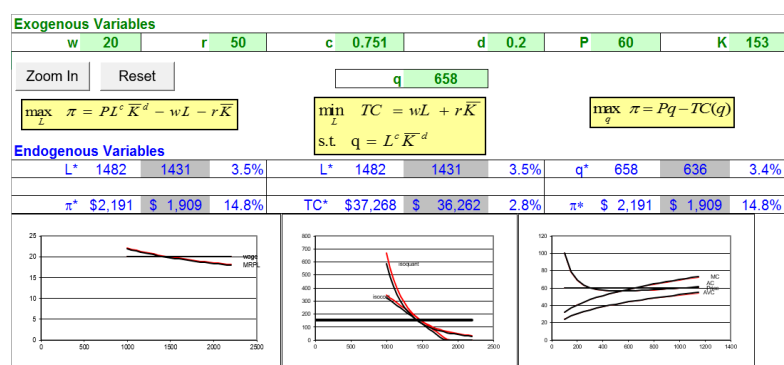 Exogenous Variables
w 20 r 50 c 0.751 d 0.2 P 60 K 153
Zoom In Reset
q 658
max L π = PL^c K̅^d − wL − rK̅
min L TC = wL + rK̅
s.t. q = L^c K̅^d
max q π = Pq − TC(q)
Endogenous Variables
L* 1482 1431 3.5% L* 1482 1431 3.5% q* 658 636 3.4%
π* $2,191 $ 1,909 14.8% TC* $37,268 $ 36,262 2.8% π* $ 2,191 $ 1,909 14.8%
25
20
15
10
5
0
wage
MRPL
0 500 1000 1500 2000 2500
800
700
600
500
400
300
200
100
0
isoquant
0 500 1000 1500 2000 2500
120
100
80
60
40
20
0
MC
AC
AVC
0 200 400 600 800 1000 1200 1400